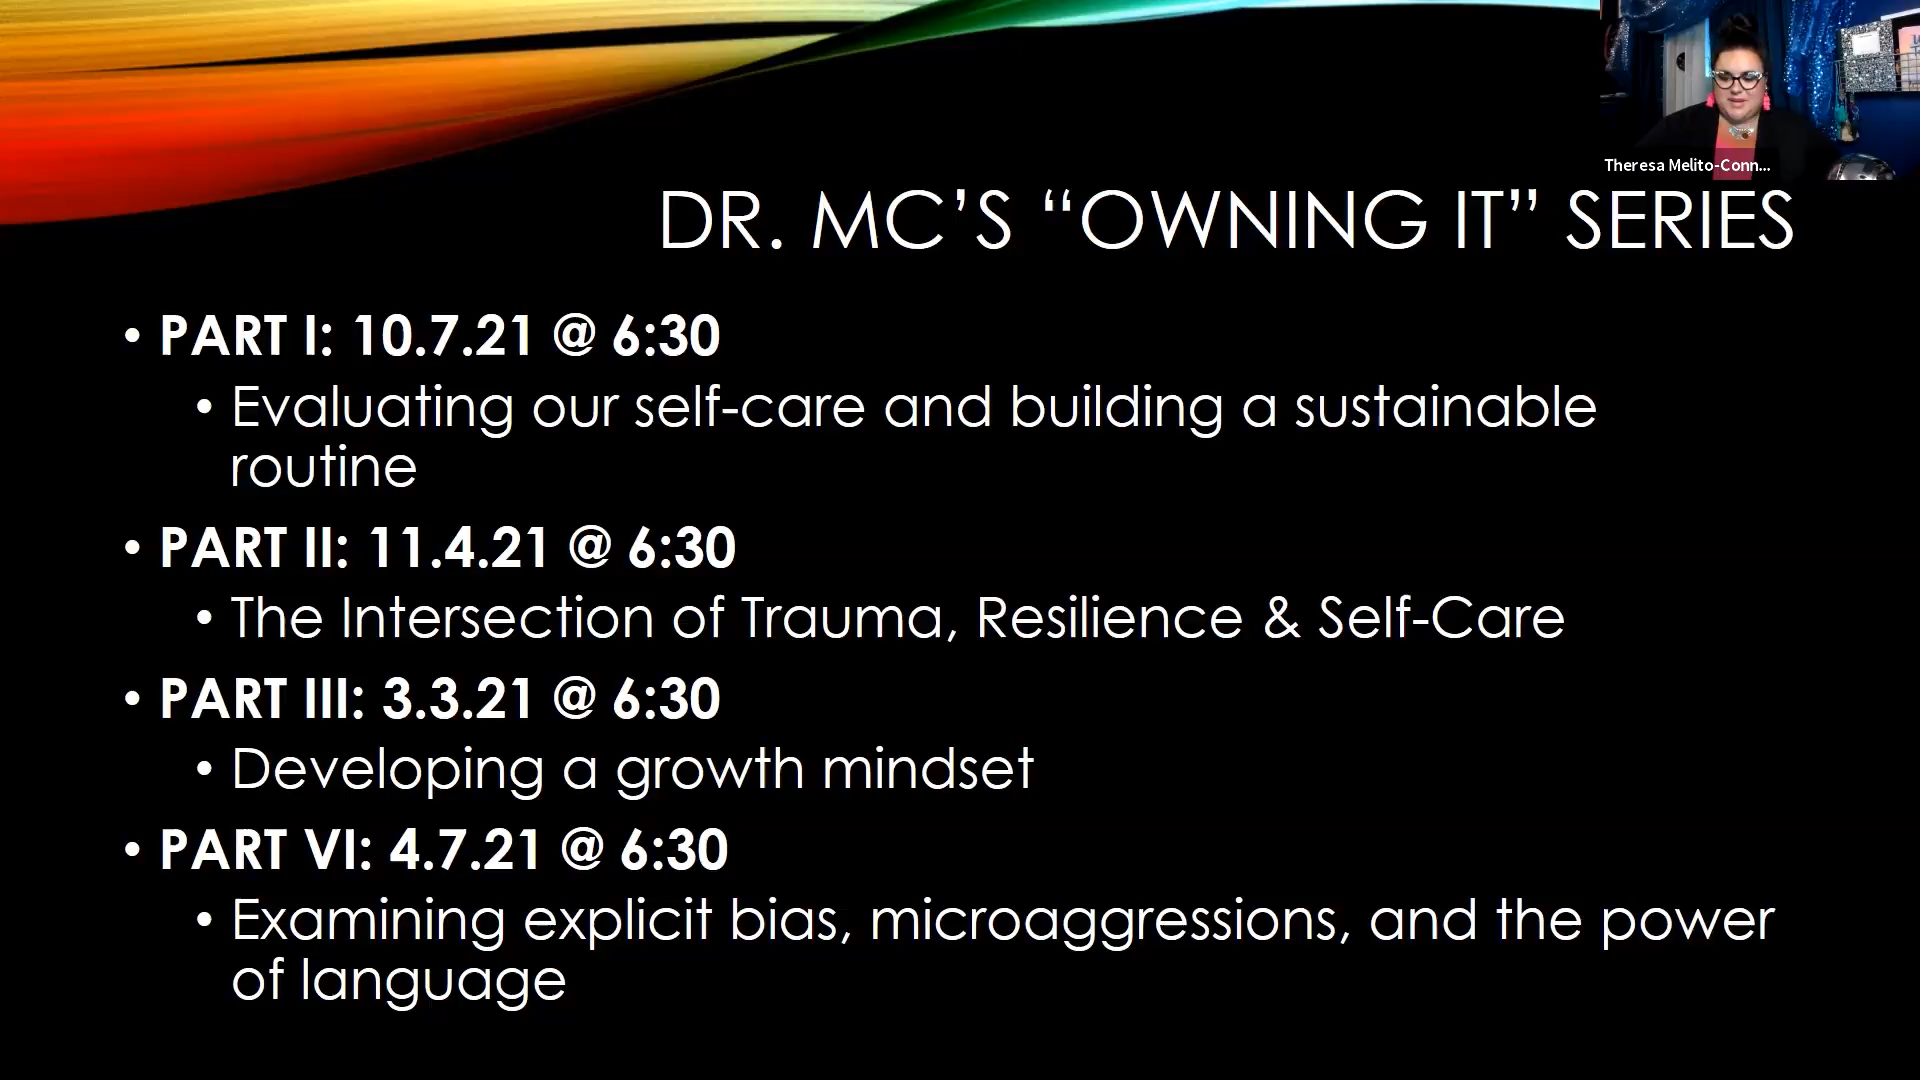 Theresa Melito-Conn...
DR. MC'S “OWNING IT” SERIES
• PART I: 10.7.21 @ 6:30
• Evaluating our self-care and building a sustainable
routine
• PART II: 11.4.21 @ 6:30
• The Intersection of Trauma, Resilience & Self-Care
• PART III: 3.3.21 @ 6:30
• Developing a growth mindset
• PART VI: 4.7.21 @ 6:30
• Examining explicit bias, microaggressions, and the power
of language